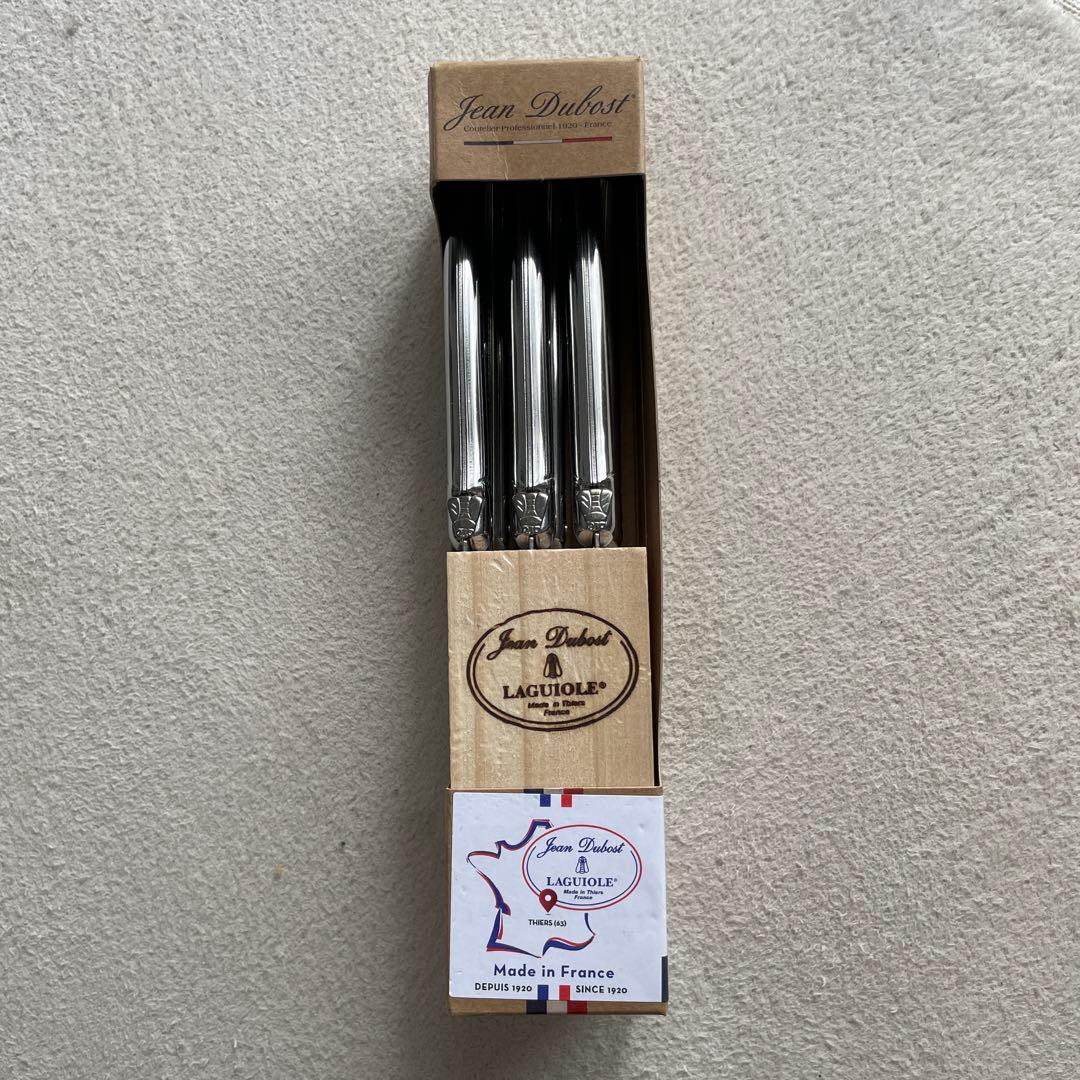 Jean Dubost®
Coutelier Professionnel 1920 - France
Jean Dubost
LAGUIOLE®
Made in Thiers
France
Jean Dubost
LAGUIOLE®
Made in Thiers
France
THIERS (63)
Made in France
DEPUIS 1920 SINCE 1920